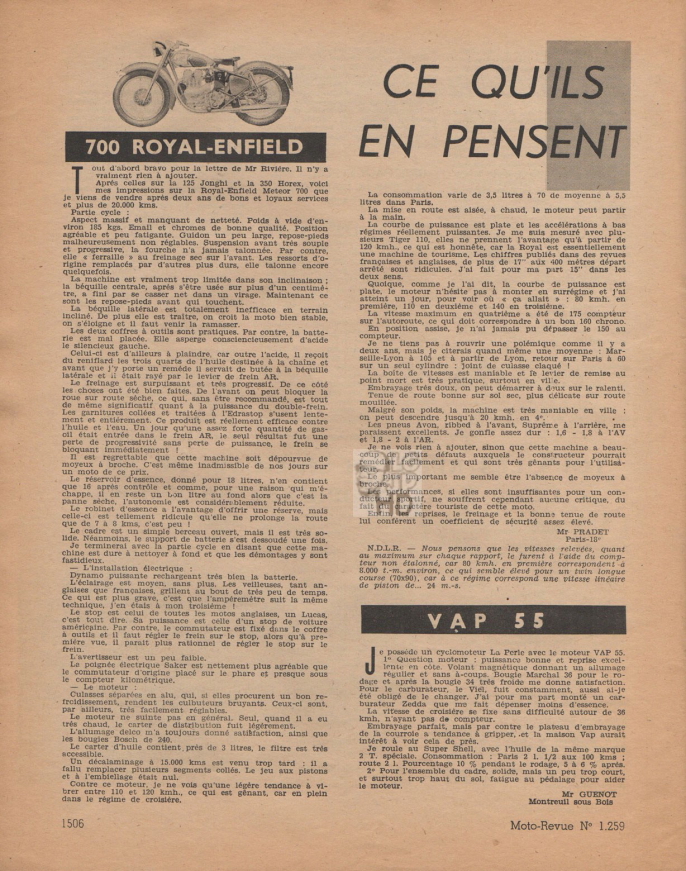 CE QU'ILS
EN PENSENT
700 ROYAL-ENFIELD
Tout d'abord bravo pour la lettre de Mr Rivière. Il n'y a
vraiment rien à ajouter.
Après celles sur la 125 Jonghi et la 350 Horex, voici
mes impressions sur la Royal-Enfield Meteor 700 que
je viens de vendre après deux ans de bons et loyaux services
et plus de 20.000 kms.
Partie cycle :
Aspect massif et manquant de netteté. Poids à vide d'en-
viron 185 kgs. Email et chromes de bonne qualité. Position
agréable et peu fatigante. Guidon un peu large, repose-pieds
malheureusement non réglables. Suspension avant très souple
et progressive, la fourche n'a jamais talonnée. Par contre,
elle « ferraille » au freinage sec sur l'avant. Les ressorts d'o-
rigine remplacés par d'autres plus durs, elle talonne encore
quelquefois.
La machine est vraiment trop limitée dans son inclinaison ;
la béquille centrale, après s'être usée sur plus d'un centimè-
tre, a fini par se casser net dans un virage. Maintenant ce
sont les repose-pieds avant qui touchent.
La béquille latérale est totalement inefficace en terrain
incliné. De plus elle est traître, on croit la moto bien stable,
on s'éloigne et il faut venir la ramasser.
Les deux coffres à outils sont pratiques. Par contre, la batte-
rie est mal placée. Elle asperge consciencieusement d'acide
le silencieux gauche.
Celui-ci est d'ailleurs à plaindre, car outre l'acide, il reçoit
du reniflard les trois quarts de l'huile destinée à la chaîne et
avant que j'y porte un remède il servait de butée à la béquille
latérale et il était rayé par le levier de frein AR.
Le freinage est surpuissant et très progressif. De ce côté
les choses ont été bien faites. De l'avant on peut bloquer la
roue sur route sèche, ce qui, sans être recommandé, est tout
de même significatif quant à la puissance du double-frein.
Les garnitures collées et traitées à l'Edrastop s'usent lente-
ment et entièrement. Ce produit est réellement efficace contre
l'huile et l'eau. Un jour qu'une assez forte quantité de gas-
oil était entrée dans le frein AR, le seul résultat fut une
perte de progressivité sans perte de puissance, le frein se
bloquant immédiatement !
Il est regrettable que cette machine soit dépourvue de
moyeux à broche. C'est même inadmissible de nos jours sur
un moto de ce prix.
Le réservoir d'essence, donné pour 18 litres, n'en contient
que 16 après contrôle et comme, pour une raison qui m'é-
chappe, il en reste un bon litre au fond alors que c'est la
panne sèche, l'autonomie est considérablement réduite.
Le robinet d'essence a l'avantage d'offrir une réserve, mais
celle-ci est tellement ridicule qu'elle ne prolonge la route
que de 7 à 8 kms, c'est peu !
Le cadre est un simple berceau ouvert, mais il est très so-
lide. Néanmoins, le support de batterie s'est dessoudé une fois.
Je terminerai avec la partie cycle en disant que cette ma-
chine est dure à nettoyer à fond et que les démontages y sont
fastidieux.
— L'installation électrique :
Dynamo puissante rechargeant très bien la batterie.
L'éclairage est moyen, sans plus. Les veilleuses, tant an-
glaises que françaises, grillent au bout de très peu de temps.
Ce qui est plus grave, c'est que l'ampèremètre suit la même
technique, j'en étais à mon troisième !
Le stop est celui de toutes les motos anglaises, un Lucas,
c'est tout dire. Sa puissance est celle d'un stop de voiture
américaine. Par contre, le commutateur est fixé dans le coffre
à outils et il faut régler le frein sur le stop, alors qu'à pre-
mière vue, il paraît plus rationnel de régler le stop sur le
frein.
L'avertisseur est un peu faible.
La poignée électrique Baker est nettement plus agréable que
le commutateur d'origine placé sur le phare et presque sous
le compteur kilométrique.
— Le moteur :
Culasses séparées en alu, qui, si elles procurent un bon re-
froidissement, rendent les culbuteurs bruyants. Ceux-ci sont,
par ailleurs, très facilement réglables.
Le moteur ne suinte pas en général. Seul, quand il a eu
très chaud, le carter de distribution fuit légèrement.
L'allumage delco m'a toujours donné satisfaction, ainsi que
les bougies Bosch de 240.
Le carter d'huile contient près de 3 litres, le filtre est très
accessible.
Un décalaminage à 15.000 kms est venu trop tard : il a
fallu remplacer plusieurs segments collés. Le jeu aux pistons
et à l'embiellage était nul.
Contre ce moteur, je ne vois qu'une légère tendance à vi-
brer entre 110 et 120 kmh., ce qui est gênant, car en plein
dans le régime de croisière.
La consommation varie de 3,5 litres à 70 de moyenne à 5,5
litres dans Paris.
La mise en route est aisée, à chaud, le moteur peut partir
à la main.
La courbe de puissance est plate et les accélérations à bas
régimes réellement puissantes. Je me suis mesuré avec plu-
sieurs Tiger 110, elles ne prennent l'avantage qu'à partir de
120 kmh., ce qui est honnête, car la Royal est essentiellement
une machine de tourisme. Les chiffres publiés dans des revues
françaises et anglaises, de plus de 17" aux 400 mètres départ
arrêté sont ridicules. J'ai fait pour ma part 15" dans les
deux sens.
Quoique, comme je l'ai dit, la courbe de puissance est
plate, le moteur n'hésite pas à monter en surrégime et j'ai
atteint un jour, pour voir où « ça allait » : 80 kmh. en
première, 110 en deuxième et 140 en troisième.
La vitesse maximum en quatrième a été de 175 compteur
sur l'autoroute, ce qui doit correspondre à un bon 160 chrono.
En position assise, je n'ai jamais pu dépasser le 150 au
compteur.
Je ne tiens pas à rouvrir une polémique comme il y a
deux ans, mais je citerais quand même une moyenne : Mar-
seille-Lyon à 105 et à partir de Lyon, retour sur Paris à 60
sur un seul cylindre : joint de culasse claqué !
La boîte de vitesses est maniable et le levier de remise au
point mort est très pratique, surtout en ville.
Embrayage très doux, on peut démarrer à deux sur le ralenti.
Tenue de route bonne sur sol sec, plus délicate sur route
mouillée.
Malgré son poids, la machine est très maniable en ville ;
on peut descendre jusqu'à 20 kmh. en 4°.
Les pneus Avon, ribbed à l'avant, Suprême à l'arrière, me
paraissent excellents. Je gonfle assez dur : 1,6 - 1,8 à l'AV
et 1,8 - 2 à l'AR.
Je ne vois rien à ajouter, sinon que cette machine a beau-
coup de petits défauts auxquels le constructeur pourrait
remédier facilement et qui sont très gênants pour l'utilisa-
teur.
plus important me semble être l'absence de moyeux à
broches.
performances, si elles sont insuffisantes pour un con-
ducteur sportif, ne souffrent cependant aucune critique, du
fait du caractère touriste de cette moto.
Enfin les reprises, le freinage et la bonne tenue de route
lui confèrent un coefficient de sécurité assez élevé.
Mr PRADET
Paris-13°
N.D.L.R. — Nous pensons que les vitesses relevées, quant
au maximum sur chaque rapport, le furent à l'aide du comp-
teur non étalonné, car 80 kmh. en première correspondent à
8.000 t.-m. environ, ce qui semble élevé pour un twin longue
course (70x90), car à ce régime correspond une vitesse linéaire
de piston de... 24 m.-s.
VAP 55
Je possède un cyclomoteur La Perle avec le moteur VAP 55.
1° Question moteur : puissance bonne et reprise excel-
lente en côte. Volant magnétique donnant un allumage
régulier et sans à-coups. Bougie Marchal 36 pour le ro-
dage et après la bougie 34 très froide me donne satisfaction.
Pour le carburateur, le Viél, fuit constamment, aussi ai-je
été obligé de le changer. J'ai pour ma part monté un car-
burateur Zedda que me fait dépenser moins d'essence.
La vitesse de croisière se fixe sans difficulté autour de 36
kmh, n'ayant pas de compteur.
Embrayage parfait, mais par contre le plateau d'embrayage
de la courroie a tendance à gripper, et la maison Vap aurait
intérêt à voir cela de près.
Je roule au Super Shell, avec l'huile de la même marque
2 T. spéciale. Consommation : Paris 2 l. 1/2 aux 100 kms ;
route 2 l. Pourcentage 10 % pendant le rodage, 3 à 6 % après.
2° Pour l'ensemble du cadre, solide, mais un peu trop court,
et surtout trop haut du sol, fatigue au pédalage pour aider
le moteur.
Mr GUENOT
Montreuil sous Bois
1506
Moto-Revue N° 1.259